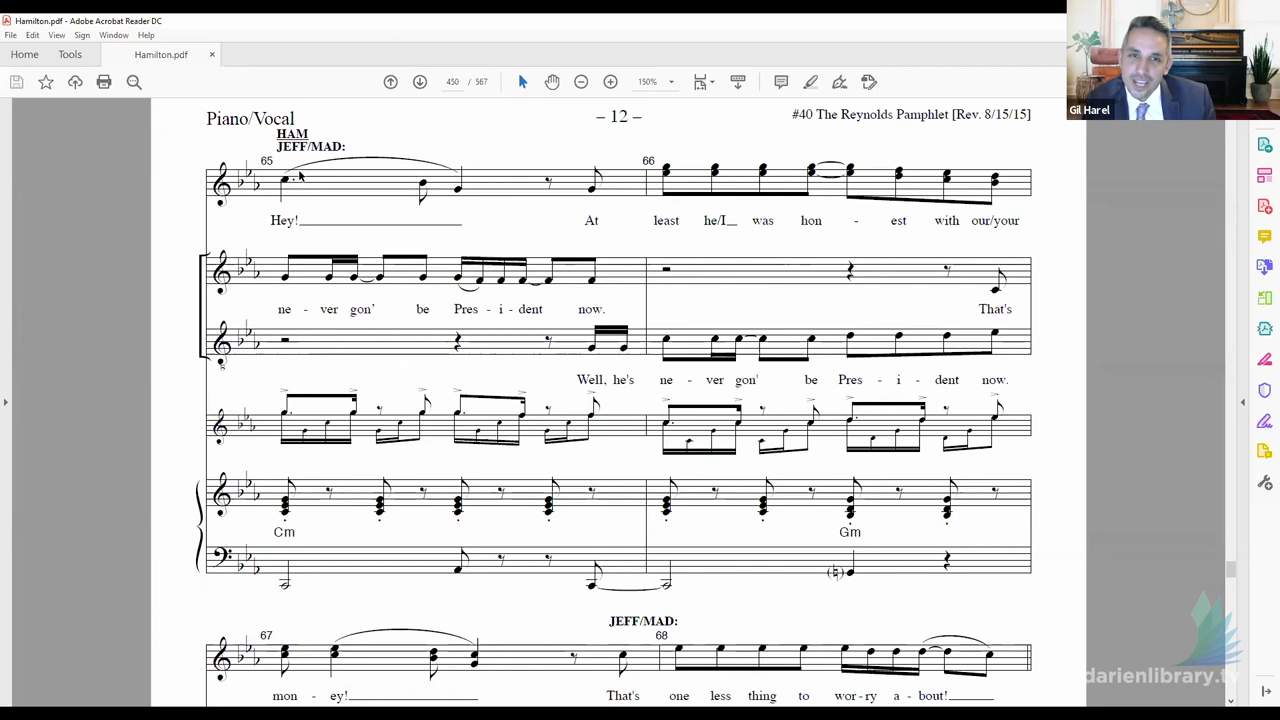 Hamilton.pdf - Adobe Acrobat Reader DC
File Edit View Sign Window Help
Home Tools Hamilton.pdf ×
450 / 567 150%
Gil Harel
Piano/Vocal – 12 – #40 The Reynolds Pamphlet [Rev. 8/15/15]
HAM
JEFF/MAD:
65 66
Hey! At least he/I was hon - est with our/your
ne - ver gon' be Pres - i - dent now. That's
Well, he's ne - ver gon' be Pres - i - dent now.
Cm Gm
JEFF/MAD:
67 68
mon - ey! That's one less thing to wor - ry a - bout!
darienlibrary.tv